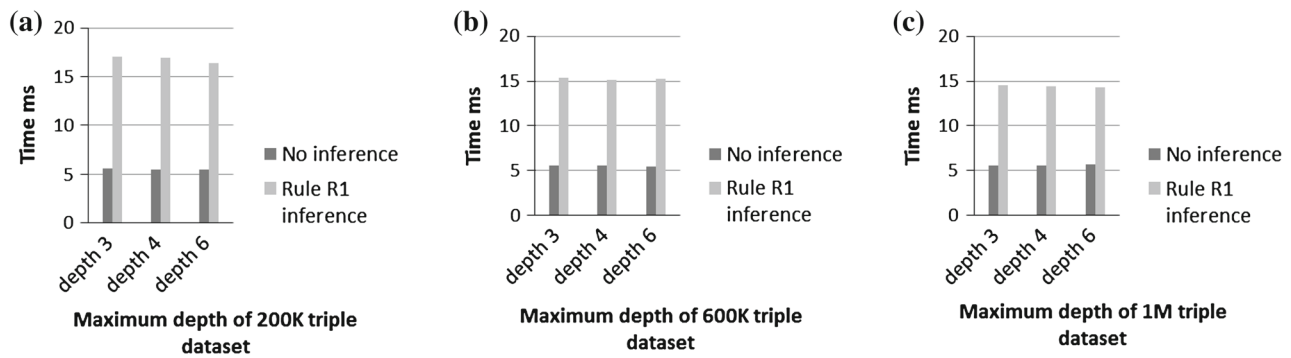 (a)
20
15
10
5
0
Time ms
depth 3
depth 4
depth 6
No inference
Rule R1
inference
Maximum depth of 200K triple
dataset
(b)
20
15
10
5
0
Time ms
depth 3
depth 4
depth 6
No inference
Rule R1
inference
Maximum depth of 600K triple
dataset
(c)
20
15
10
5
0
Time ms
depth 3
depth 4
depth 6
No inference
Rule R1
inference
Maximum depth of 1M triple
dataset